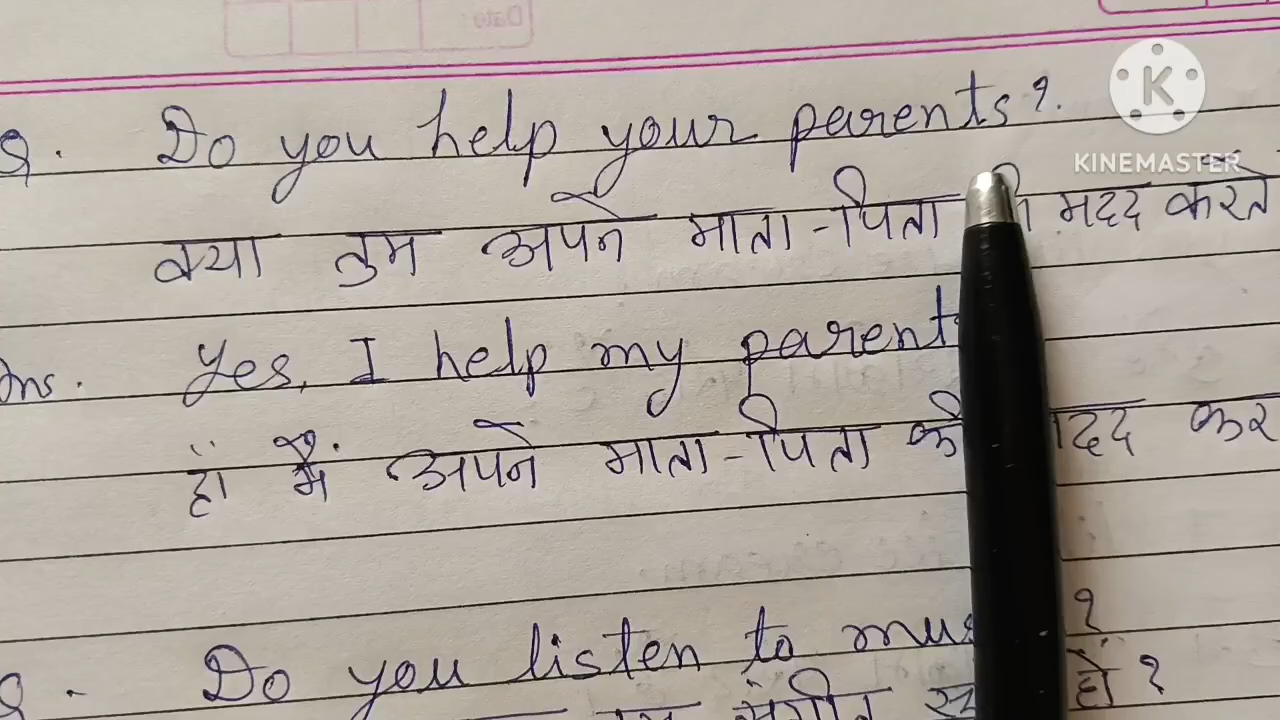 Date:
KINEMASTER
Q. Do you help your parents?
क्या तुम अपने माता-पिता मदद करते
Ans. Yes, I help my parent
हां मैं अपने माता-पिता की कर
Q. Do you listen to ?
संगीत हो?